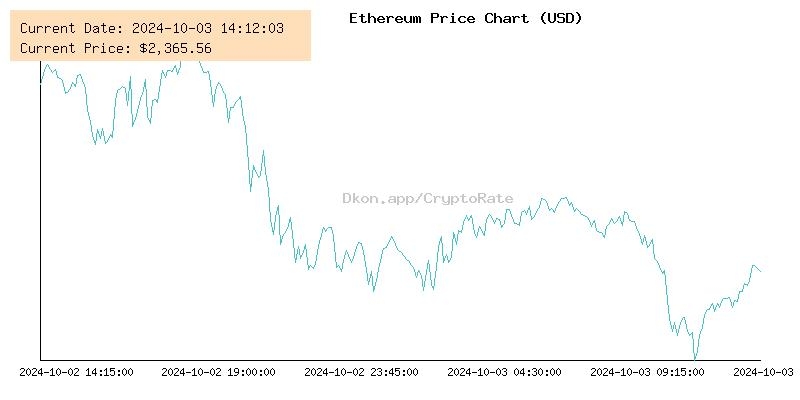 Ethereum Price Chart (USD)
Current Date: 2024-10-03 14:12:03
Current Price: $2,365.56
Dkon.app/CryptoRate
2024-10-02 14:15:00 2024-10-02 19:00:00 2024-10-02 23:45:00 2024-10-03 04:30:00 2024-10-03 09:15:00 2024-10-03